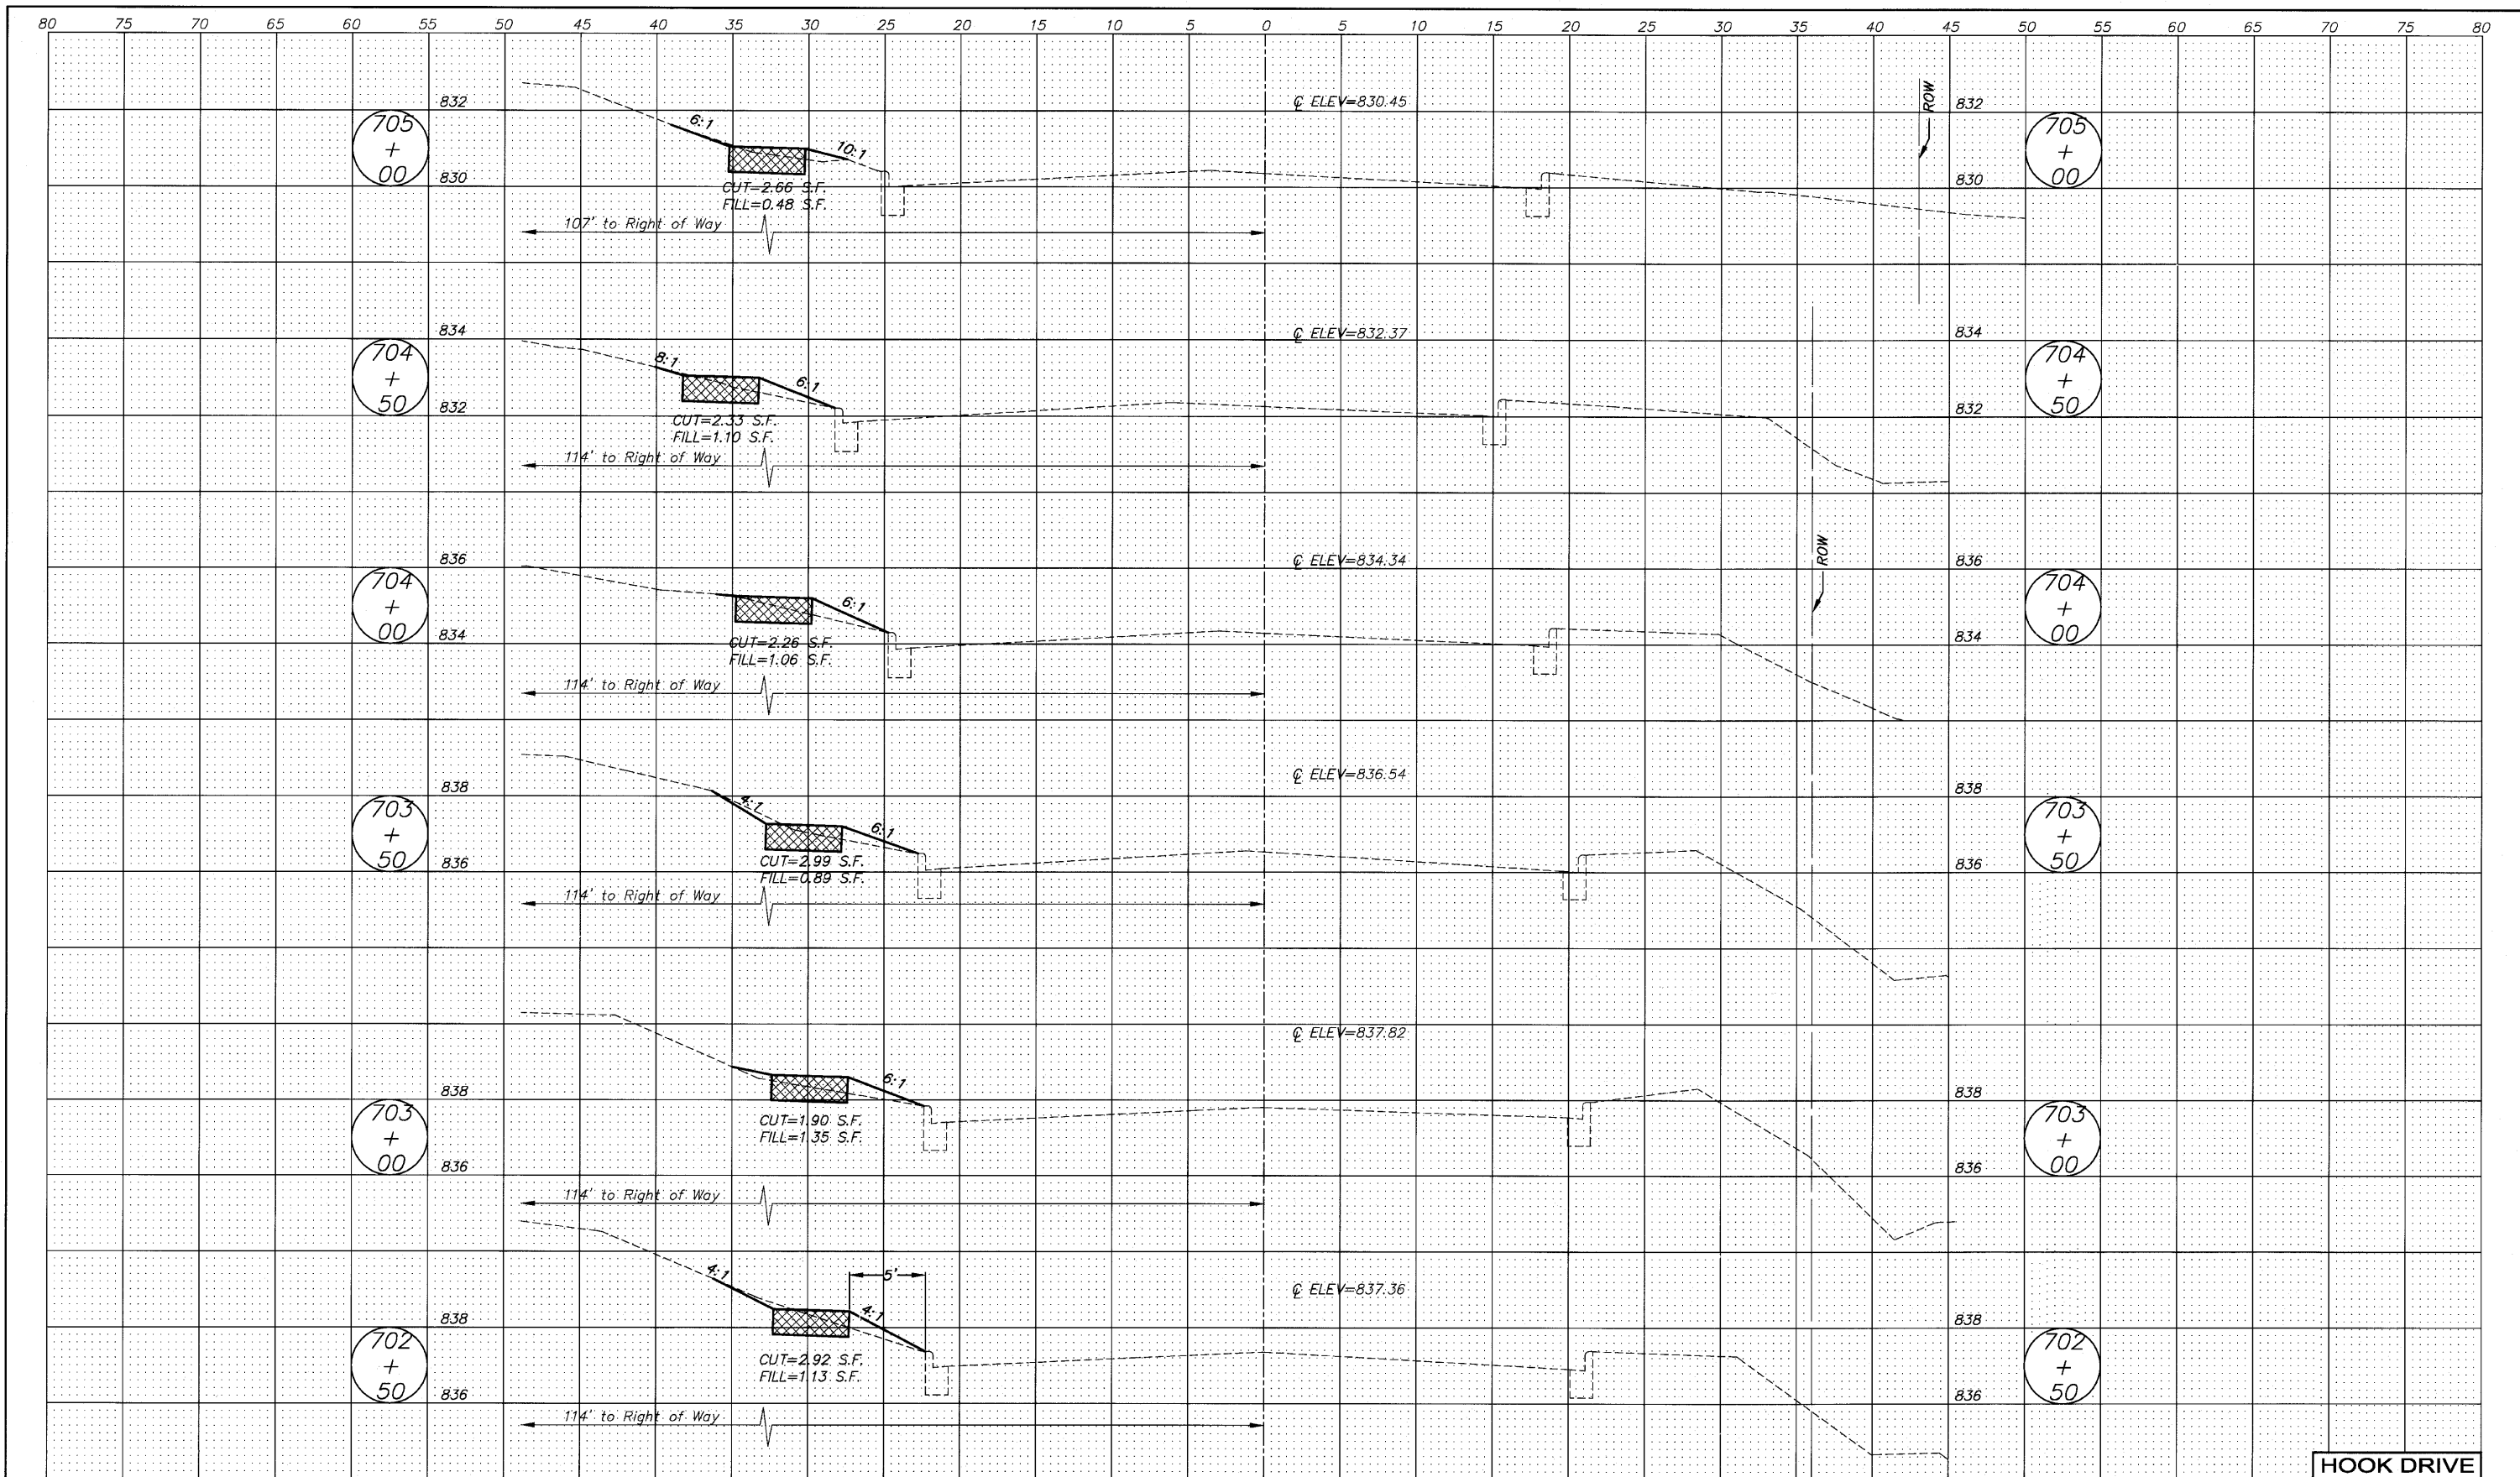 80 75 70 65 60 55 50 45 40 35 30 25 20 15 10 5 0 5 10 15 20 25 30 35 40 45 50 55 60 65 70 75 80
832 ℄ ELEV=830.45 ROW 832
705 + 00 6:1 10:1 705 + 00
830 830
CUT=2.66 S.F.
FILL=0.48 S.F.
107' to Right of Way
834 ℄ ELEV=832.37 834
704 + 50 8:1 6:1 704 + 50
832 832
CUT=2.33 S.F.
FILL=1.10 S.F.
114' to Right of Way
ROW
836 ℄ ELEV=834.34 836
704 + 00 6:1 704 + 00
834 834
CUT=2.26 S.F.
FILL=1.06 S.F.
114' to Right of Way
℄ ELEV=836.54
838 838
703 + 50 4:1 6:1 703 + 50
836 836
CUT=2.99 S.F.
FILL=0.89 S.F.
114' to Right of Way
℄ ELEV=837.82
838 6:1 838
703 + 00 703 + 00
CUT=1.90 S.F.
FILL=1.35 S.F.
836 836
114' to Right of Way
4:1 5' ℄ ELEV=837.36
838 4:1 838
702 + 50 702 + 50
CUT=2.92 S.F.
FILL=1.13 S.F.
836 836
114' to Right of Way
HOOK DRIVE